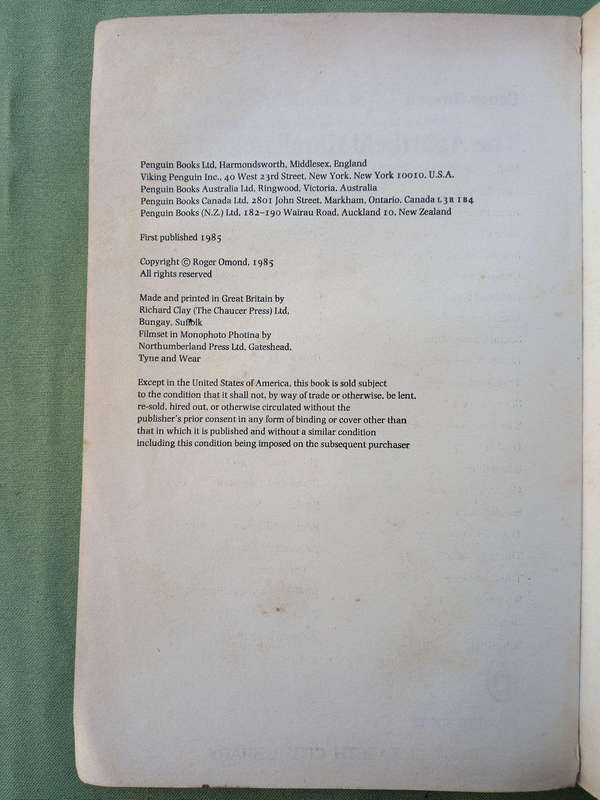 Penguin Books Ltd, Harmondsworth, Middlesex, England
Viking Penguin Inc., 40 West 23rd Street, New York, New York 10010, U.S.A.
Penguin Books Australia Ltd, Ringwood, Victoria, Australia
Penguin Books Canada Ltd, 2801 John Street, Markham, Ontario, Canada L3R 1B4
Penguin Books (N.Z.) Ltd, 182–190 Wairau Road, Auckland 10, New Zealand
First published 1985
Copyright © Roger Omond, 1985
All rights reserved
Made and printed in Great Britain by
Richard Clay (The Chaucer Press) Ltd,
Bungay, Suffolk
Filmset in Monophoto Photina by
Northumberland Press Ltd, Gateshead,
Tyne and Wear
Except in the United States of America, this book is sold subject
to the condition that it shall not, by way of trade or otherwise, be lent,
re-sold, hired out, or otherwise circulated without the
publisher's prior consent in any form of binding or cover other than
that in which it is published and without a similar condition
including this condition being imposed on the subsequent purchaser